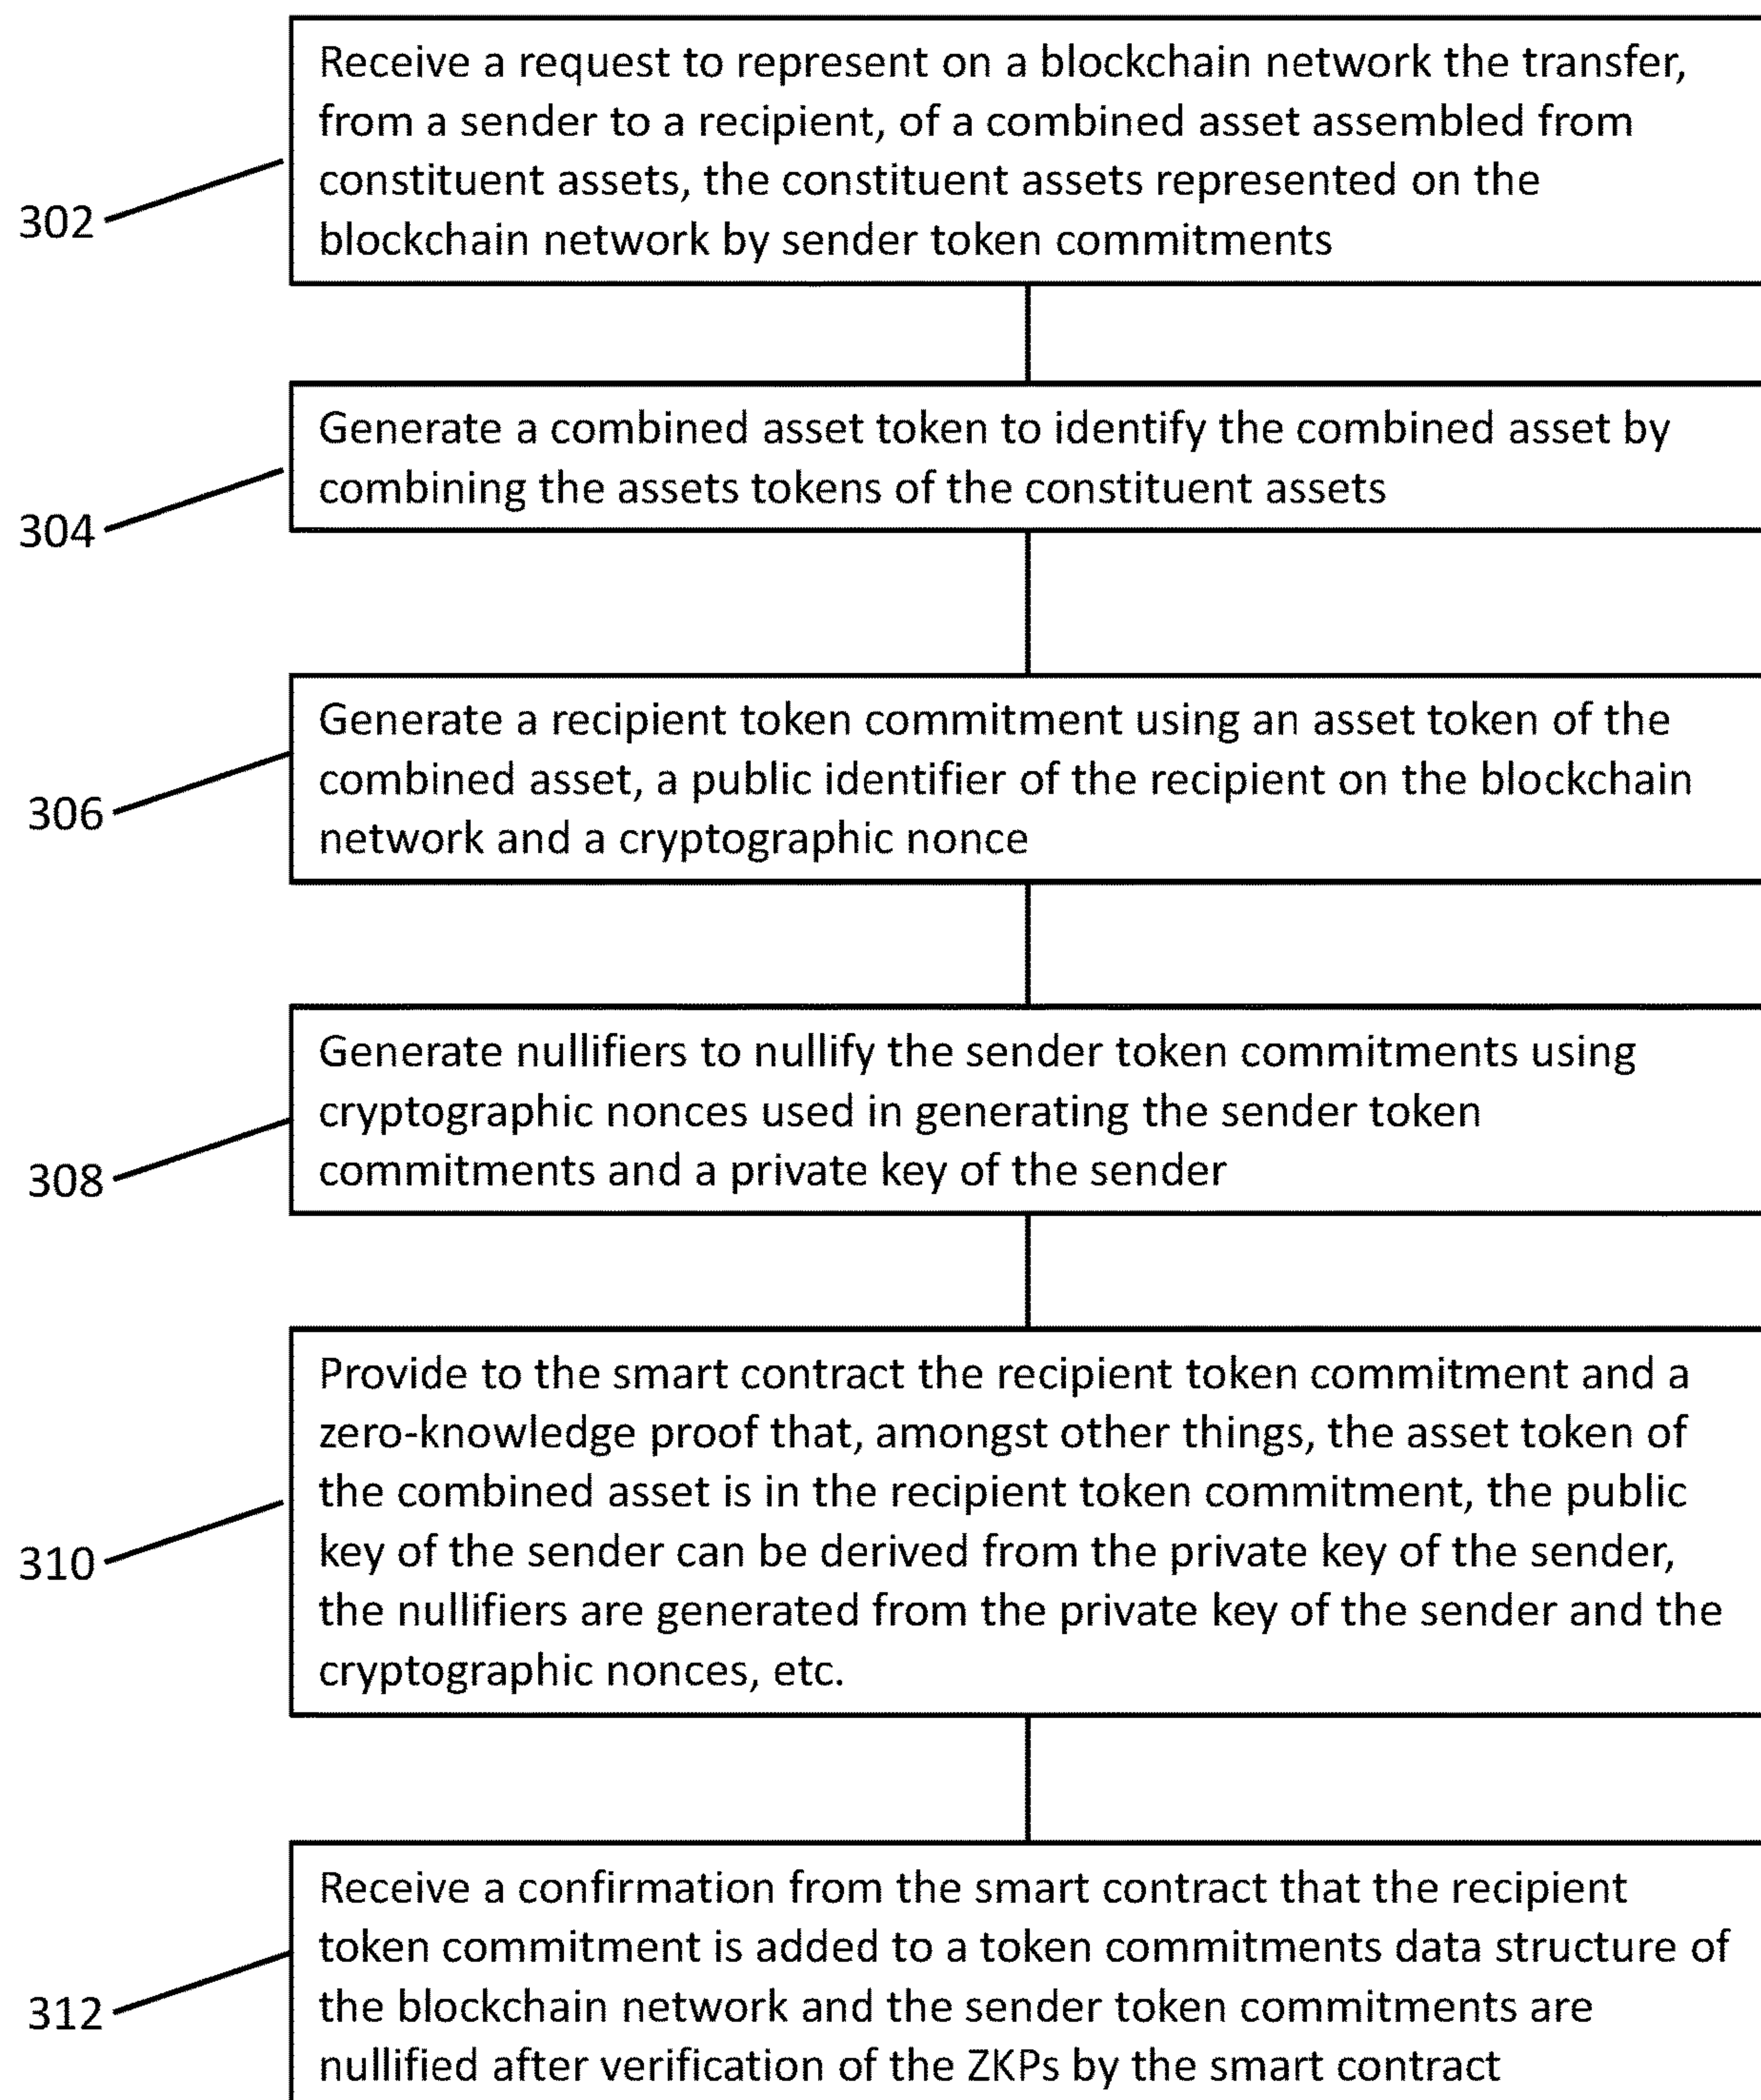 Receive a request to represent on a blockchain network the transfer,
from a sender to a recipient, of a combined asset assembled from
constituent assets, the constituent assets represented on the
blockchain network by sender token commitments
302
Generate a combined asset token to identify the combined asset by
combining the assets tokens of the constituent assets
304
Generate a recipient token commitment using an asset token of the
combined asset, a public identifier of the recipient on the blockchain
network and a cryptographic nonce
306
Generate nullifiers to nullify the sender token commitments using
cryptographic nonces used in generating the sender token
commitments and a private key of the sender
308
Provide to the smart contract the recipient token commitment and a
zero-knowledge proof that, amongst other things, the asset token of
the combined asset is in the recipient token commitment, the public
key of the sender can be derived from the private key of the sender,
the nullifiers are generated from the private key of the sender and the
cryptographic nonces, etc.
310
Receive a confirmation from the smart contract that the recipient
token commitment is added to a token commitments data structure of
the blockchain network and the sender token commitments are
nullified after verification of the ZKPs by the smart contract
312